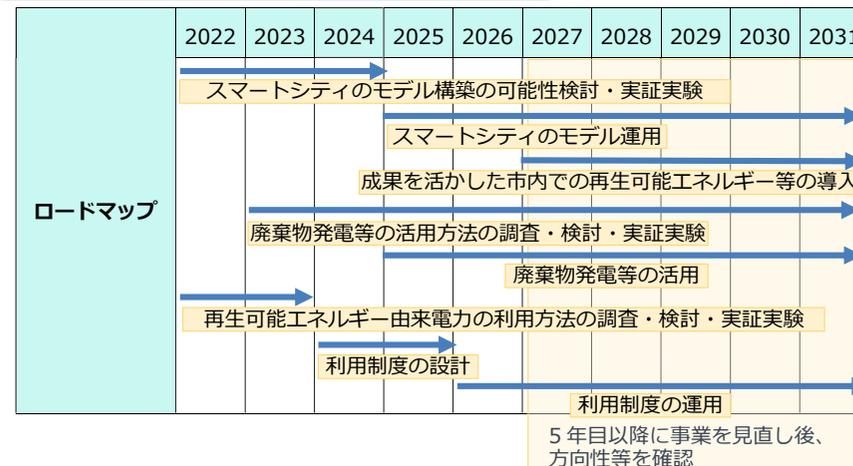 2022 2023 2024 2025 2026 2027 2028 2029 2030 2031
スマートシティのモデル構築の可能性検討・実証実験
スマートシティのモデル運用
成果を活かした市内での再生可能エネルギー等の導入
ロードマップ
廃棄物発電等の活用方法の調査・検討・実証実験
廃棄物発電等の活用
再生可能エネルギー由来電力の利用方法の調査・検討・実証実験
利用制度の設計
利用制度の運用
5 年目以降に事業を見直し後、
方向性等を確認